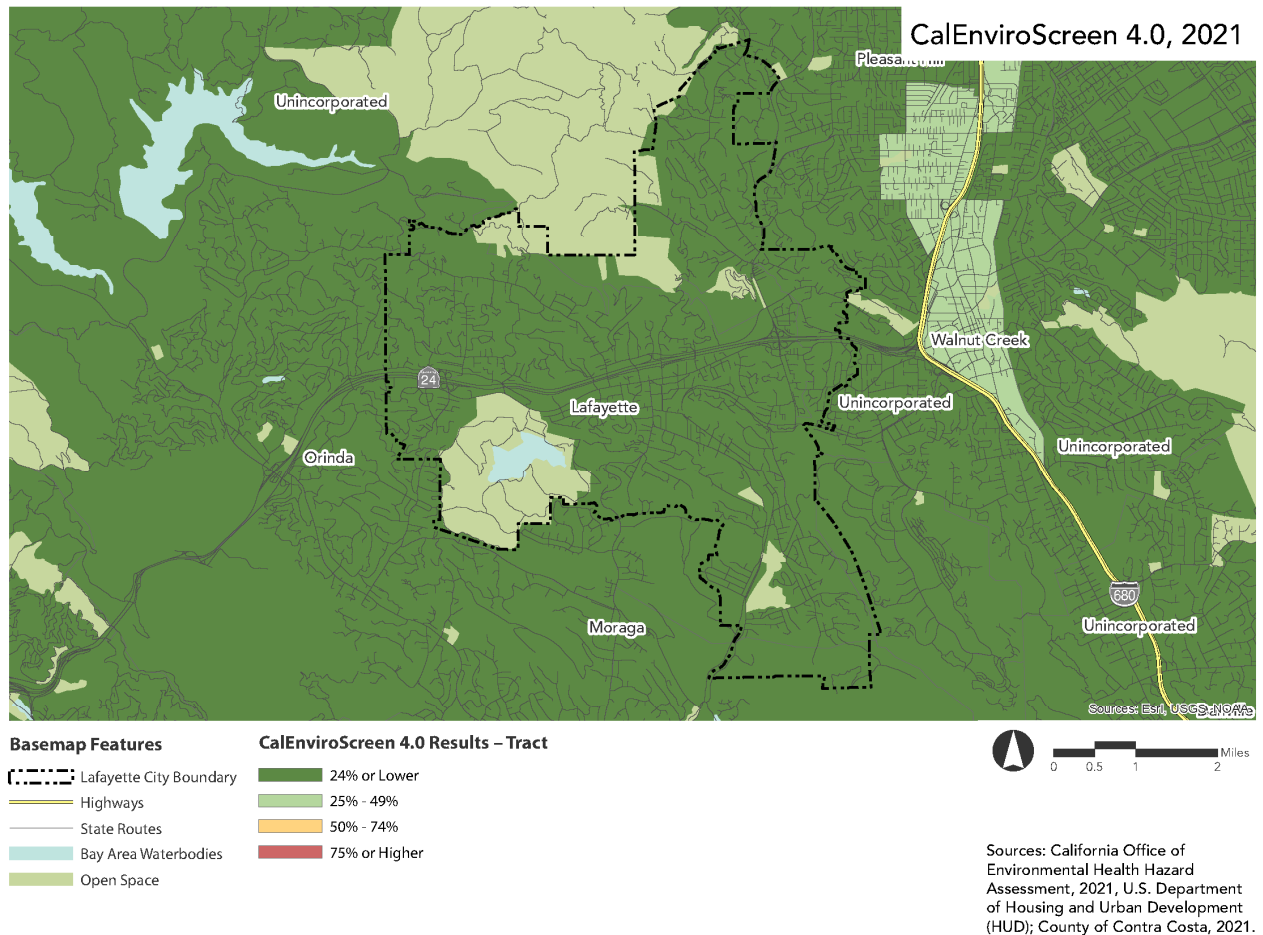 CalEnviroScreen 4.0, 2021
Pleasant Hill
Unincorporated
Walnut Creek
24
Lafayette
Unincorporated
Unincorporated
Orinda
680
Moraga
Unincorporated
Sources: Esri, USGS, NOAA
Danville
Basemap Features
Lafayette City Boundary
Highways
State Routes
Bay Area Waterbodies
Open Space
CalEnviroScreen 4.0 Results – Tract
24% or Lower
25% - 49%
50% - 74%
75% or Higher
Miles
0 0.5 1 2
Sources: California Office of
Environmental Health Hazard
Assessment, 2021, U.S. Department
of Housing and Urban Development
(HUD); County of Contra Costa, 2021.